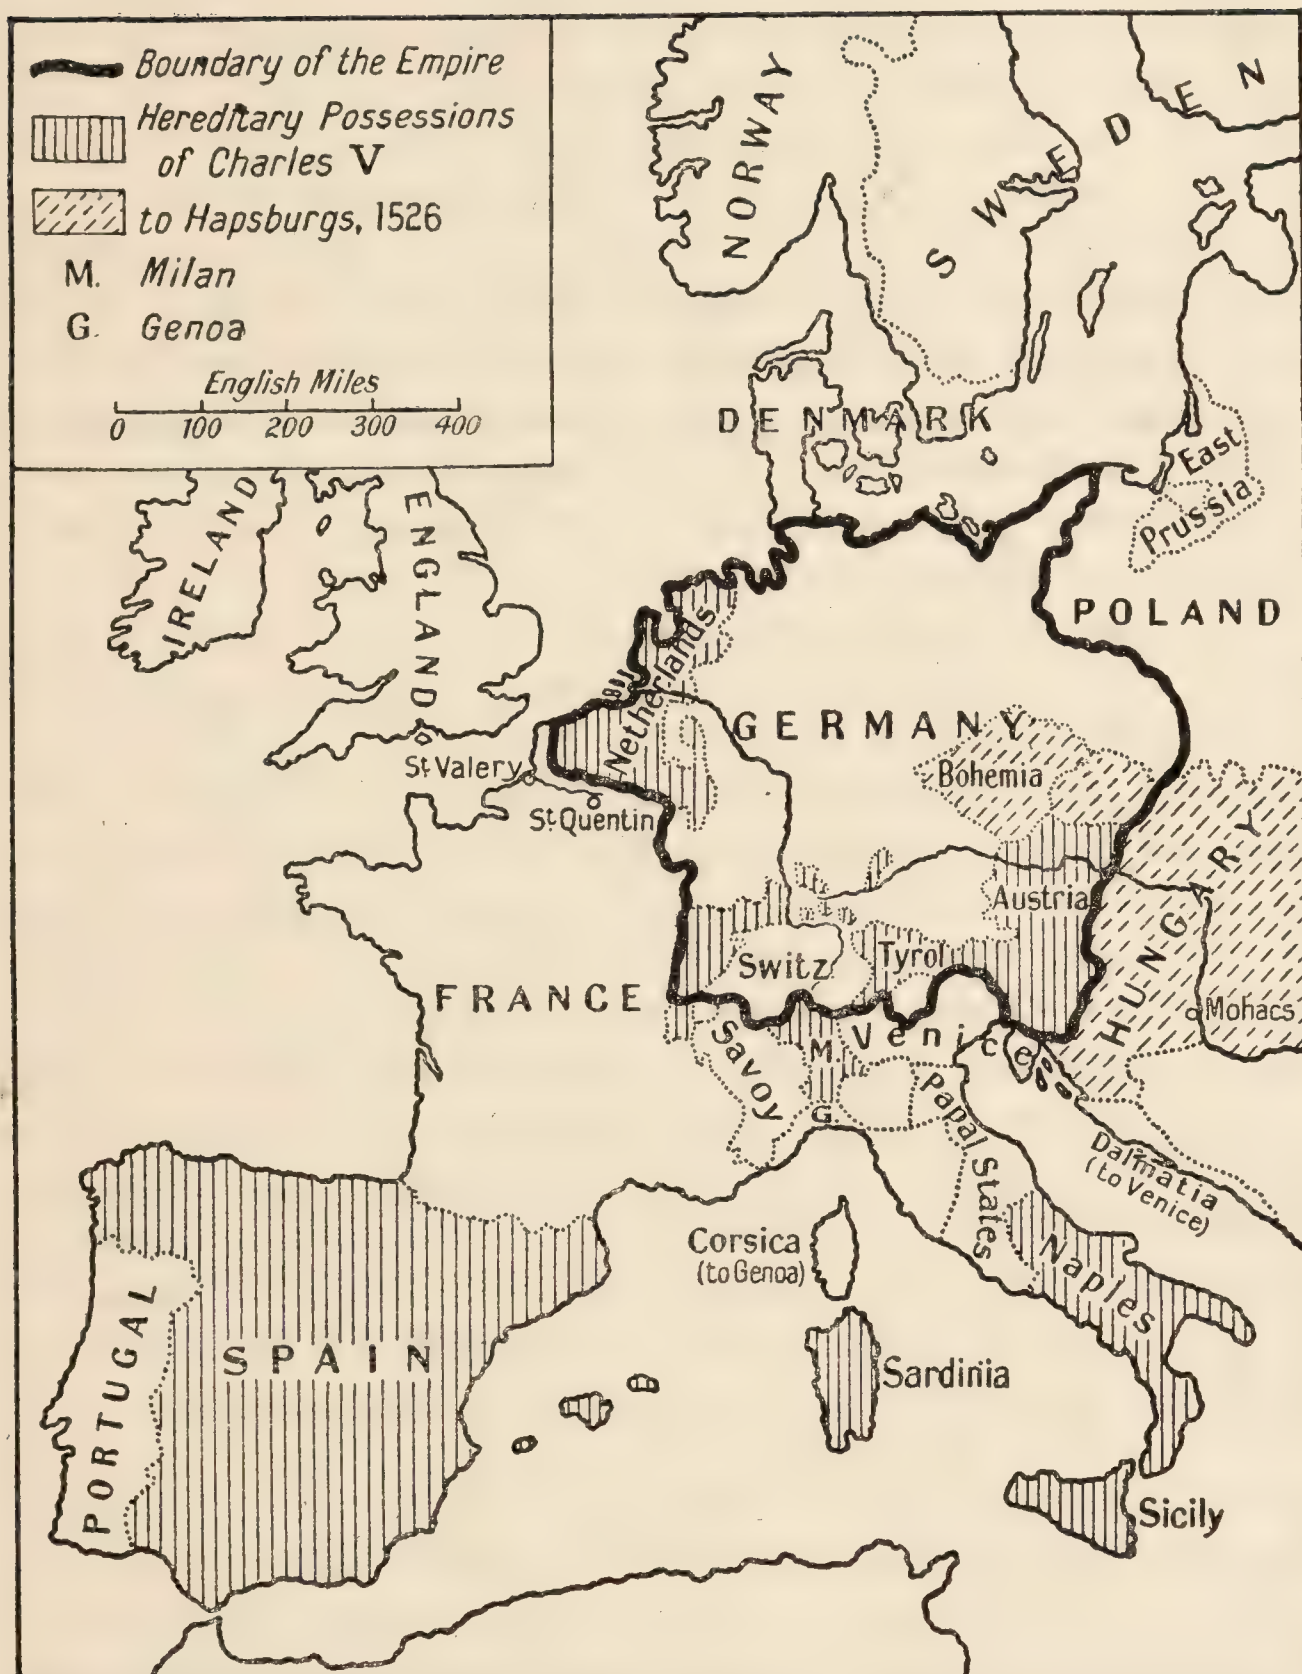 Boundary of the Empire
Hereditary Possessions
of Charles V
to Hapsburgs, 1526
M. Milan
G. Genoa
English Miles
0 100 200 300 400
NORWAY
SWEDEN
DENMARK
East
Prussia
IRELAND
ENGLAND
POLAND
Netherlands
GERMANY
Bohemia
St. Valery
St. Quentin
HUNGARY
Austria
Switz
Tyrol
FRANCE
Mohacs
Savoy
M
Venice
G
Papal
States
Dalmatia
(to Venice)
Corsica
(to Genoa)
Naples
PORTUGAL
SPAIN
Sardinia
Sicily